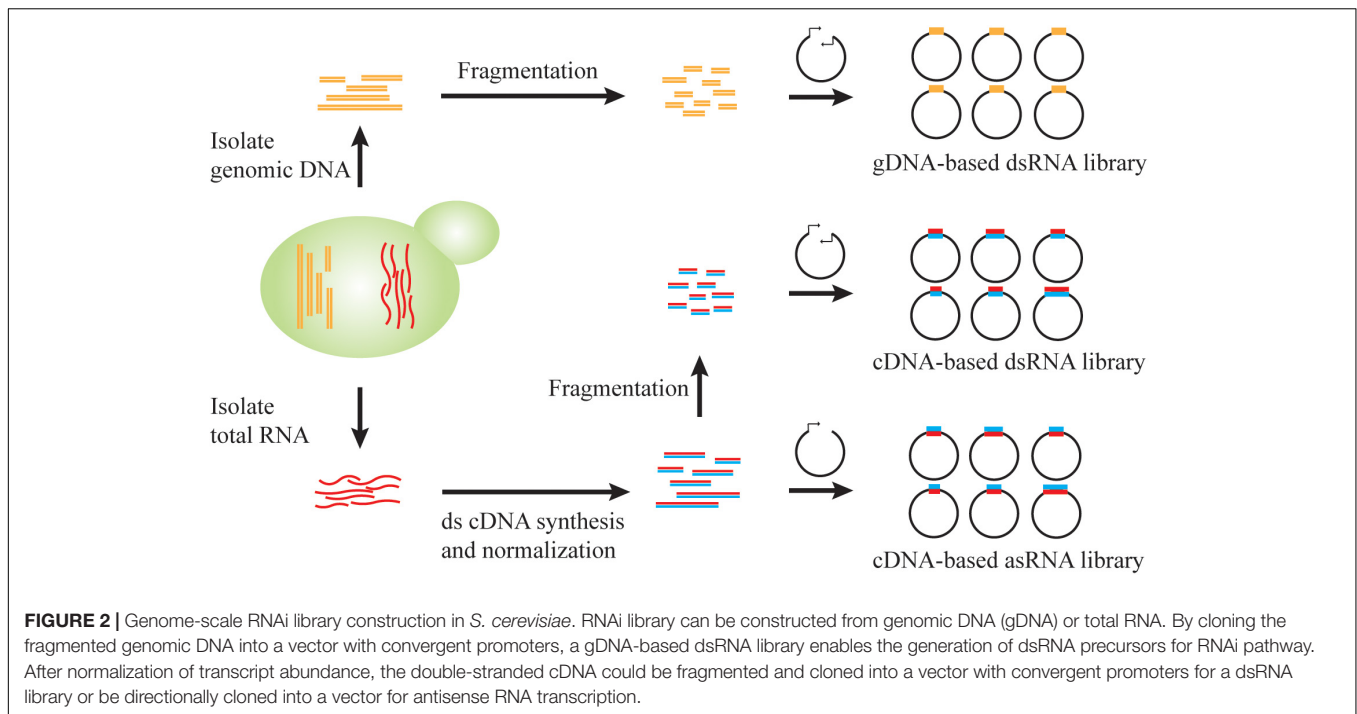 Fragmentation
Isolate
genomic DNA
gDNA-based dsRNA library
Fragmentation
cDNA-based dsRNA library
Isolate
total RNA
ds cDNA synthesis
and normalization
cDNA-based asRNA library
FIGURE 2 | Genome-scale RNAi library construction in S. cerevisiae. RNAi library can be constructed from genomic DNA (gDNA) or total RNA. By cloning the
fragmented genomic DNA into a vector with convergent promoters, a gDNA-based dsRNA library enables the generation of dsRNA precursors for RNAi pathway.
After normalization of transcript abundance, the double-stranded cDNA could be fragmented and cloned into a vector with convergent promoters for a dsRNA
library or be directionally cloned into a vector for antisense RNA transcription.